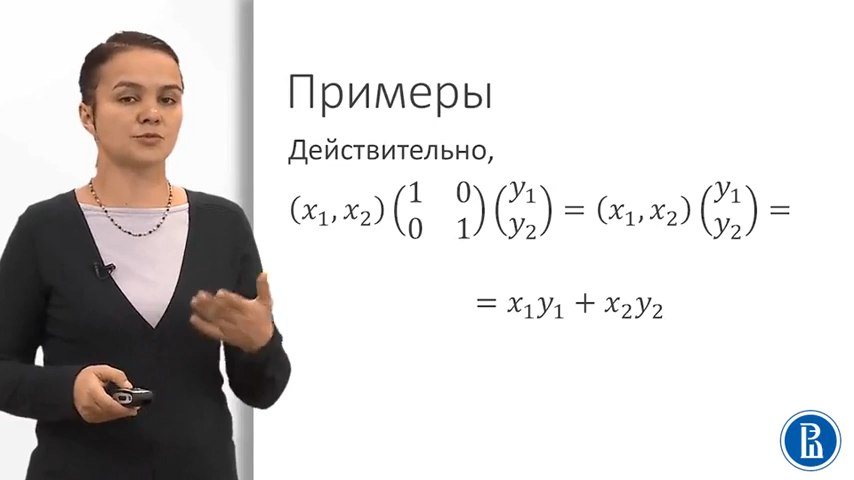 Примеры
Действительно,
(x₁, x₂) (1 0; 0 1) (y₁; y₂) = (x₁, x₂) (y₁; y₂) =
= x₁y₁ + x₂y₂